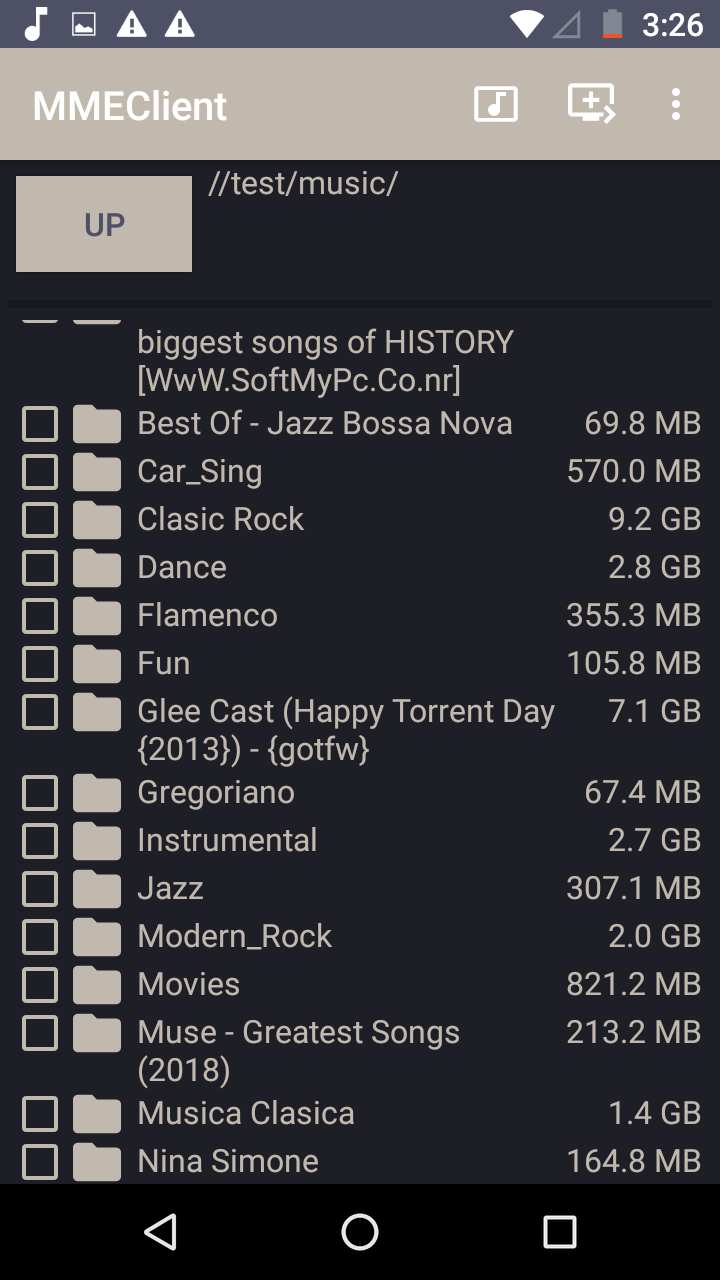 3:26
MMEClient
UP
//test/music/
biggest songs of HISTORY
[WwW.SoftMyPc.Co.nr]
Best Of - Jazz Bossa Nova 69.8 MB
Car_Sing 570.0 MB
Clasic Rock 9.2 GB
Dance 2.8 GB
Flamenco 355.3 MB
Fun 105.8 MB
Glee Cast (Happy Torrent Day 7.1 GB
{2013}) - {gotfw}
Gregoriano 67.4 MB
Instrumental 2.7 GB
Jazz 307.1 MB
Modern_Rock 2.0 GB
Movies 821.2 MB
Muse - Greatest Songs 213.2 MB
(2018)
Musica Clasica 1.4 GB
Nina Simone 164.8 MB